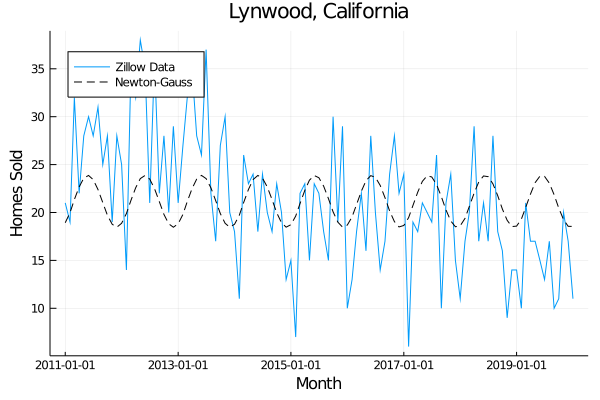 Lynwood, California
Zillow Data
Newton-Gauss
Homes Sold
35
30
25
20
15
10
2011-01-01 2013-01-01 2015-01-01 2017-01-01 2019-01-01
Month